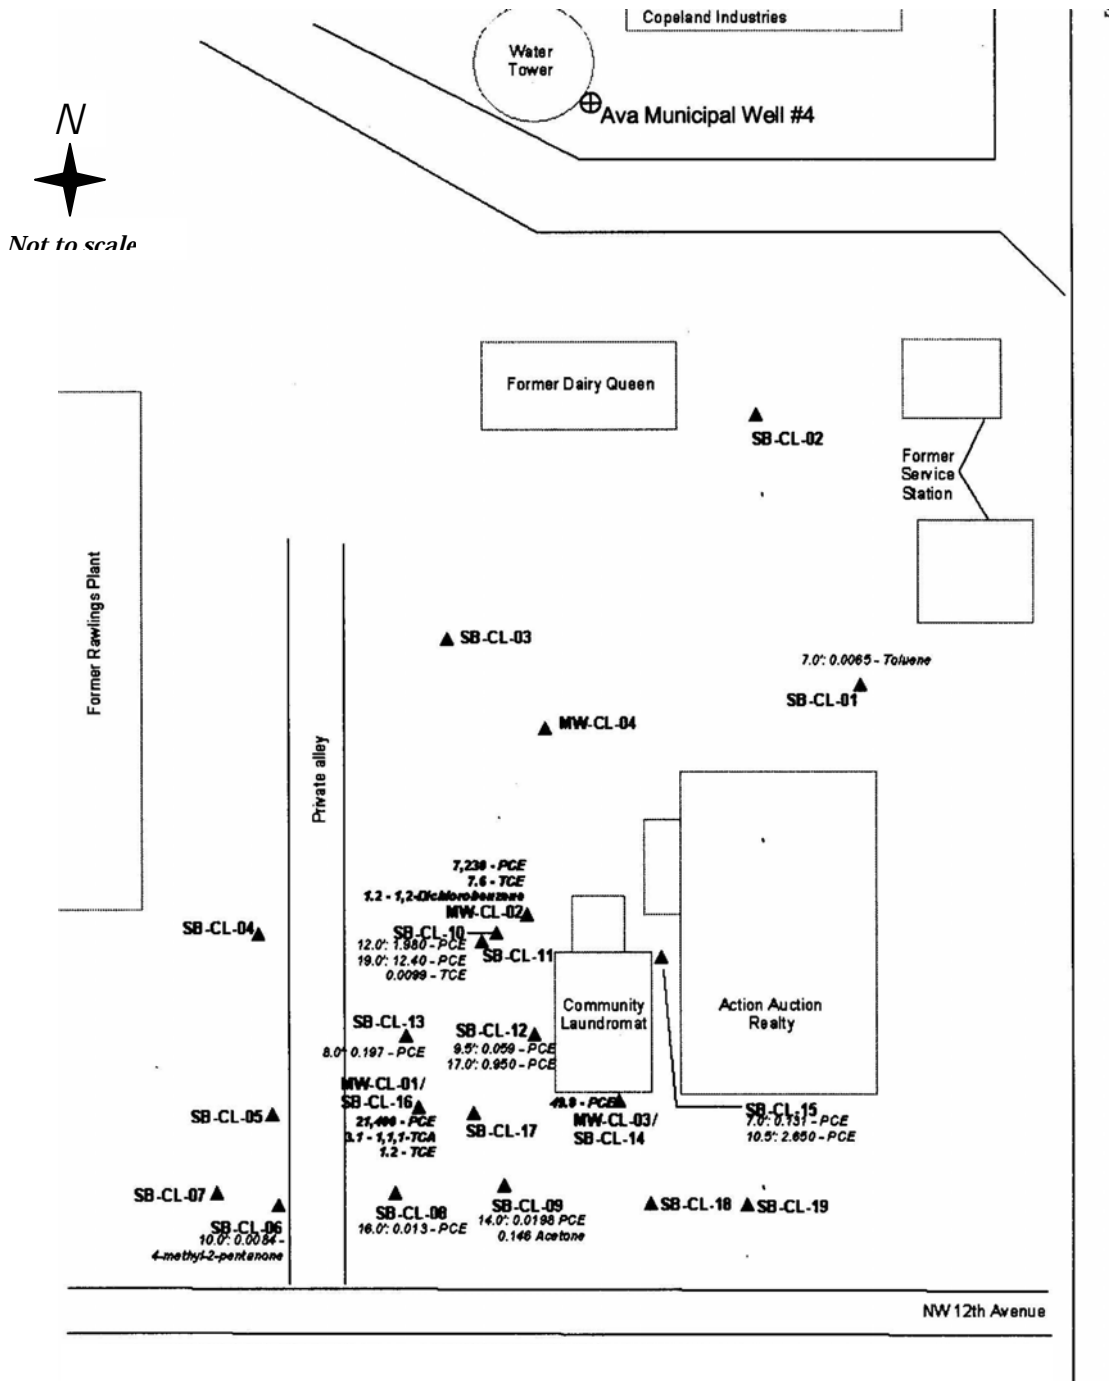 Copeland Industries
Water
Tower
Ava Municipal Well #4
N
Not to scale
Former Dairy Queen
SB-CL-02
Former
Service
Station
Former Rawlings Plant
SB-CL-03
7.0': 0.0065 - Toluene
SB-CL-01
MW-CL-04
Private alley
7,230 - PCE
7.6 - TCE
1.2 - 1,2-Dichlorobenzene
MW-CL-02
SB-CL-04
SB-CL-10
12.0': 1.980 - PCE
SB-CL-11
19.0': 12.40 - PCE
0.0099 - TCE
Community
Laundromat
Action Auction
Realty
SB-CL-13
8.0' 0.197 - PCE
SB-CL-12
9.5': 0.059 - PCE
17.0': 0.950 - PCE
MW-CL-01/
SB-CL-16
21,400 - PCE
3.1 - 1,1,1-TCA
1.2 - TCE
SB-CL-05
SB-CL-17
49.8 - PCE
MW-CL-03/
SB-CL-14
SB-CL-15
7.0': 0.131 - PCE
10.5': 2.650 - PCE
SB-CL-07
SB-CL-06
10.0': 0.0084 -
4-methyl-2-pentanone
SB-CL-08
16.0': 0.013 - PCE
SB-CL-09
14.0': 0.0198 PCE
0.146 Acetone
SB-CL-18
SB-CL-19
NW 12th Avenue